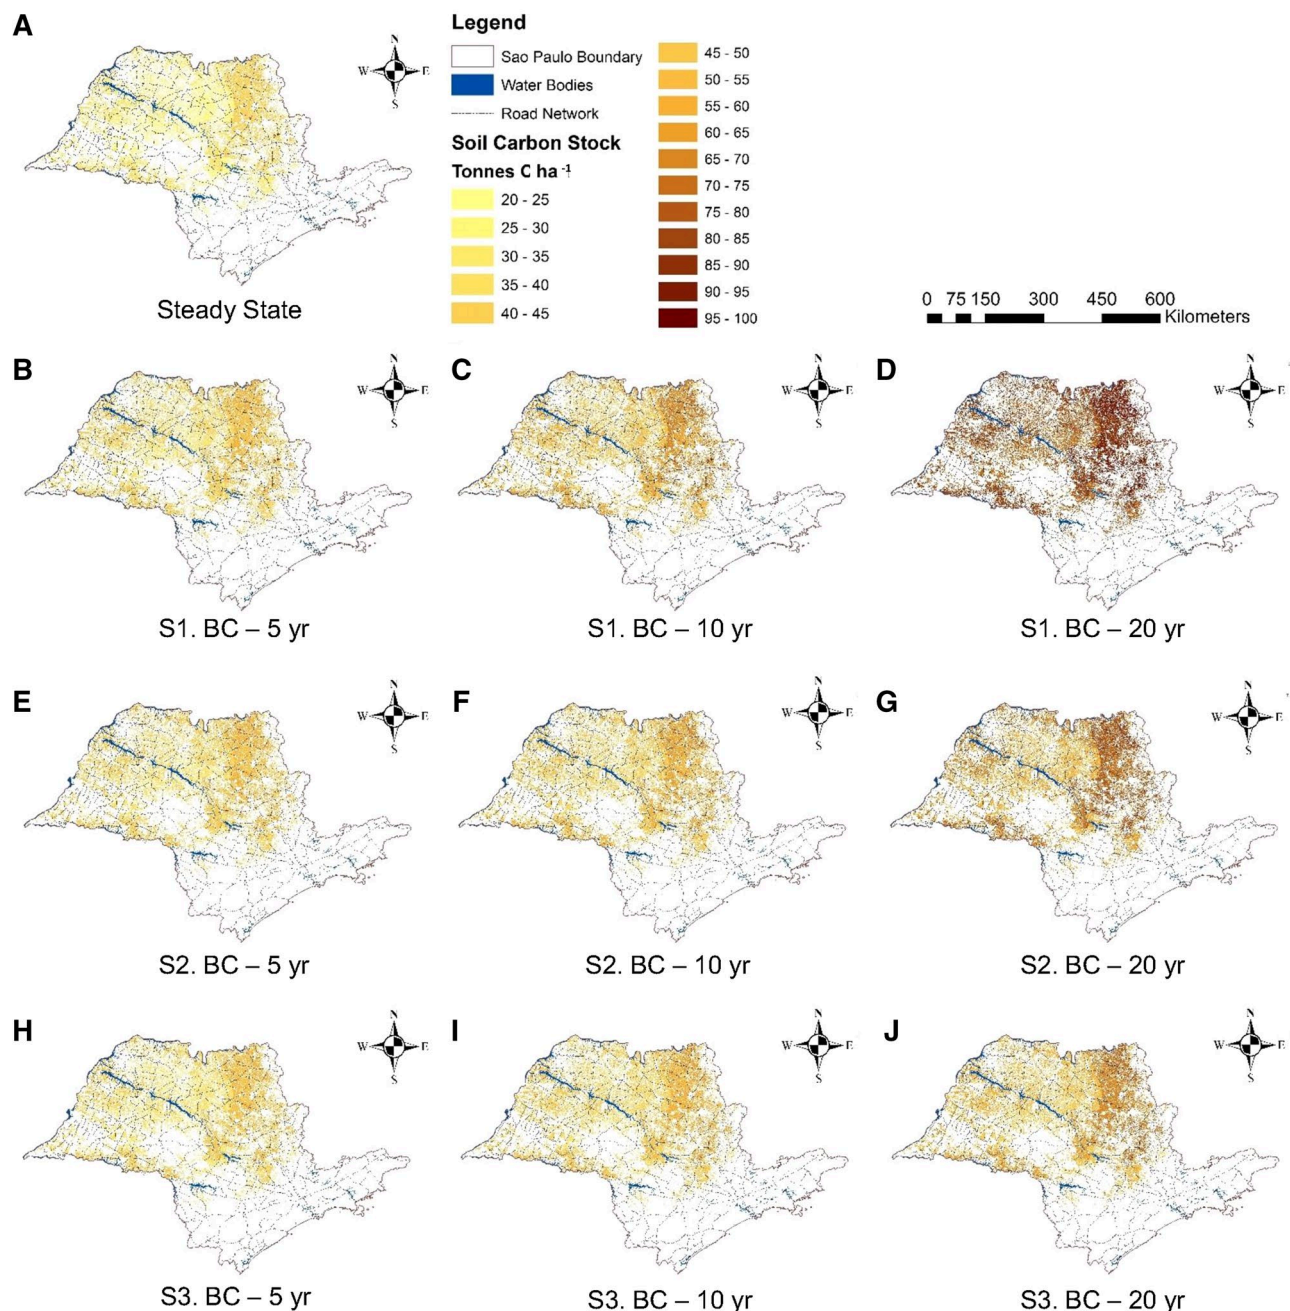 A
N
W E
S
Steady State
Legend
Sao Paulo Boundary
Water Bodies
Road Network
Soil Carbon Stock
Tonnes C ha -1
20 - 25
25 - 30
30 - 35
35 - 40
40 - 45
45 - 50
50 - 55
55 - 60
60 - 65
65 - 70
70 - 75
75 - 80
80 - 85
85 - 90
90 - 95
95 - 100
0 75 150 300 450 600
Kilometers
B
N
W E
S
S1. BC – 5 yr
C
N
W E
S
S1. BC – 10 yr
D
N
W E
S
S1. BC – 20 yr
E
N
W E
S
S2. BC – 5 yr
F
N
W E
S
S2. BC – 10 yr
G
N
W E
S
S2. BC – 20 yr
H
N
W E
S
S3. BC – 5 yr
I
N
W E
S
S3. BC – 10 yr
J
N
W E
S
S3. BC – 20 yr